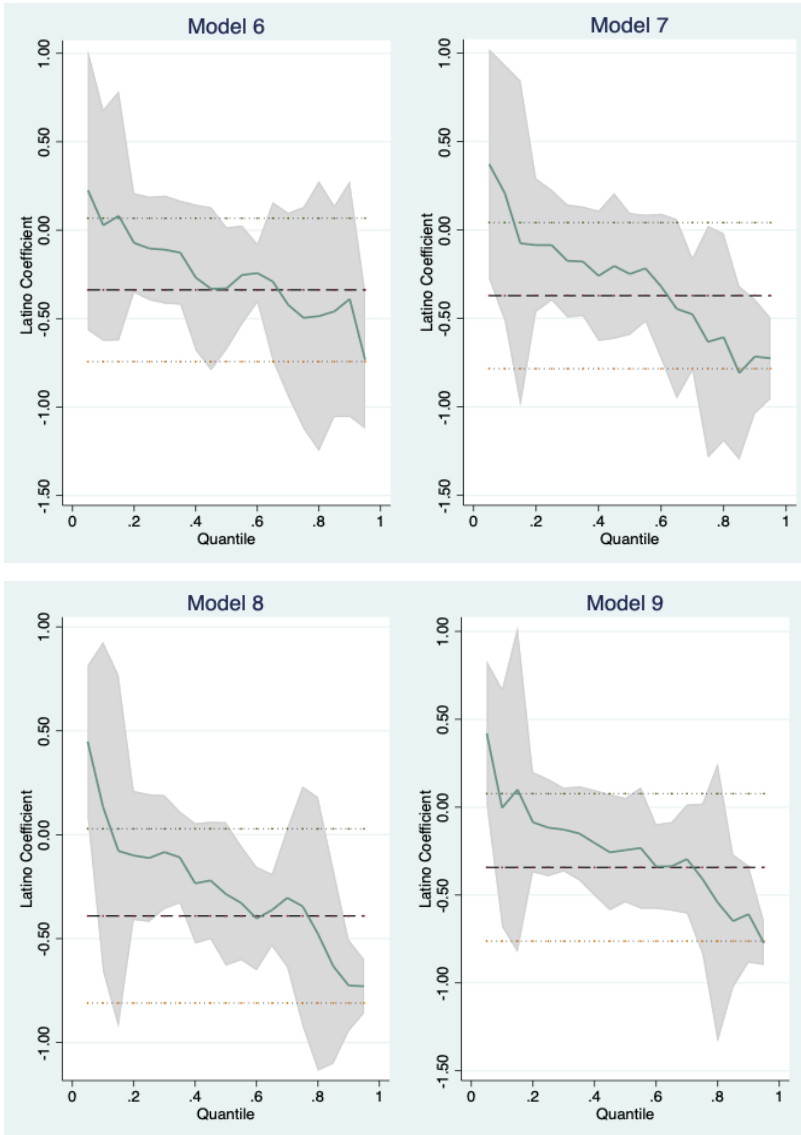 Model 6
Latino Coefficient
1.00
0.50
0.00
-0.50
-1.00
-1.50
0 .2 .4 .6 .8 1
Quantile
Model 7
Latino Coefficient
1.00
0.50
0.00
-0.50
-1.00
-1.50
0 .2 .4 .6 .8 1
Quantile
Model 8
Latino Coefficient
1.00
0.50
0.00
-0.50
-1.00
0 .2 .4 .6 .8 1
Quantile
Model 9
Latino Coefficient
1.00
0.50
0.00
-0.50
-1.00
-1.50
0 .2 .4 .6 .8 1
Quantile